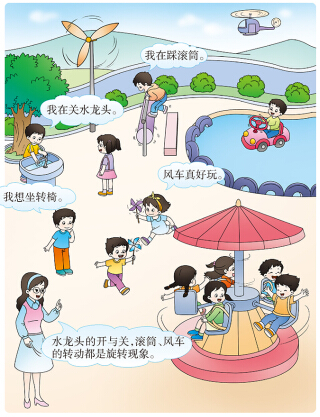 我在踩滚筒。
我在关水龙头。
风车真好玩。
我想坐转椅。
水龙头的开与关,滚筒、风车
的转动都是旋转现象。